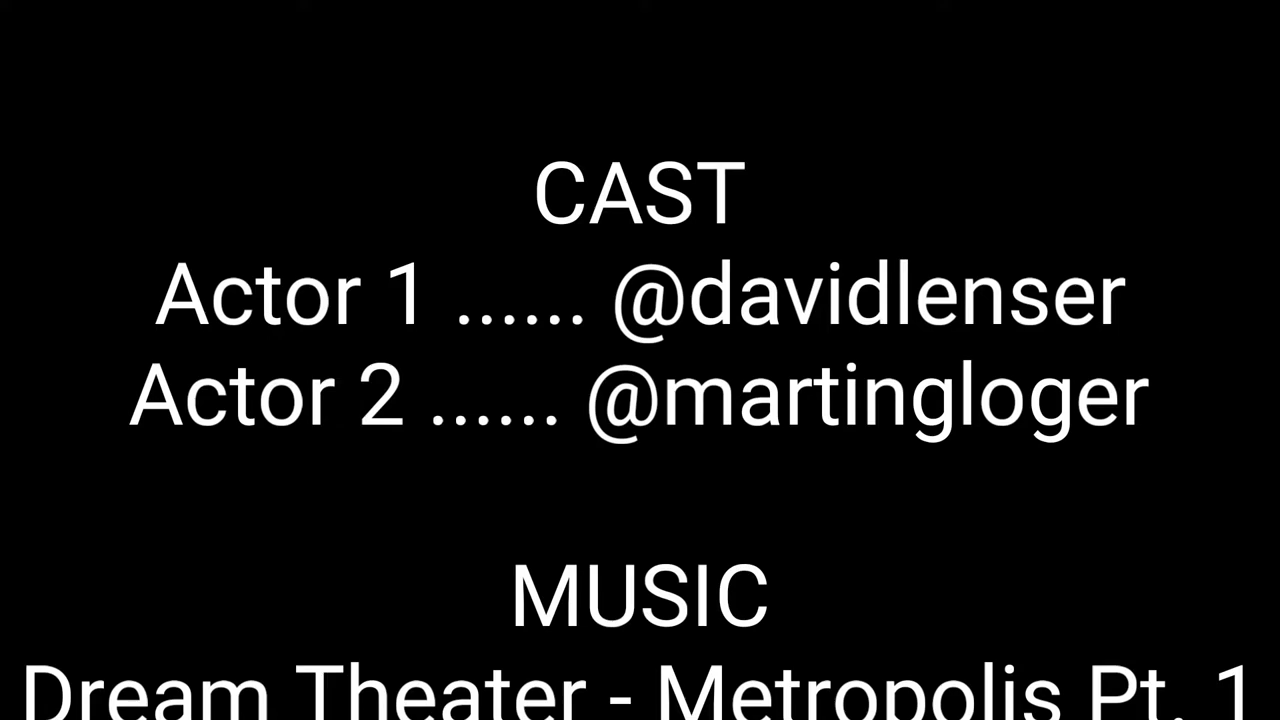 CAST
Actor 1 ...... @davidlenser
Actor 2 ...... @martingloger
MUSIC
Dream Theater - Metropolis Pt. 1